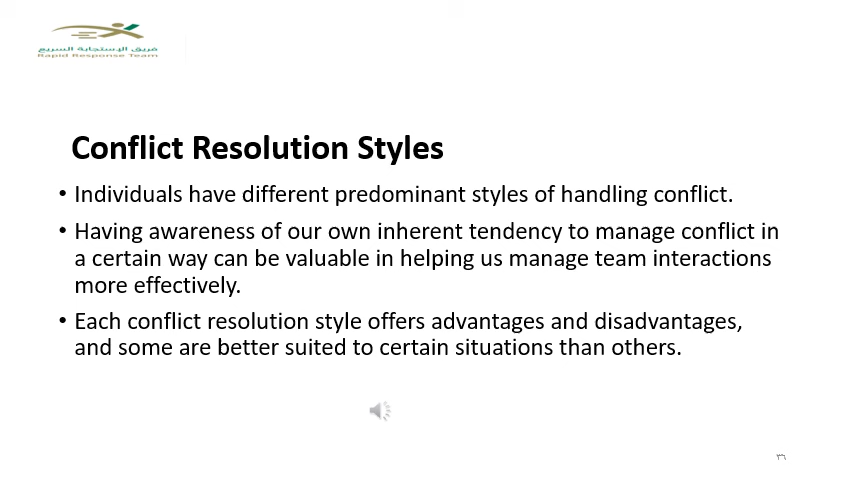 فريق الإستجابة السريع
Rapid Response Team
Conflict Resolution Styles
• Individuals have different predominant styles of handling conflict.
• Having awareness of our own inherent tendency to manage conflict in
a certain way can be valuable in helping us manage team interactions
more effectively.
• Each conflict resolution style offers advantages and disadvantages,
and some are better suited to certain situations than others.
٣٦